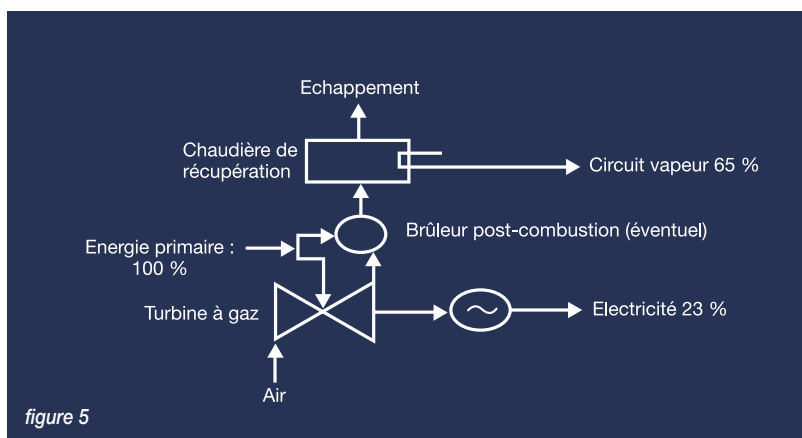 Echappement
Chaudière de
récupération
Circuit vapeur 65 %
Brûleur post-combustion (éventuel)
Energie primaire :
100 %
Turbine à gaz
Electricité 23 %
Air
figure 5